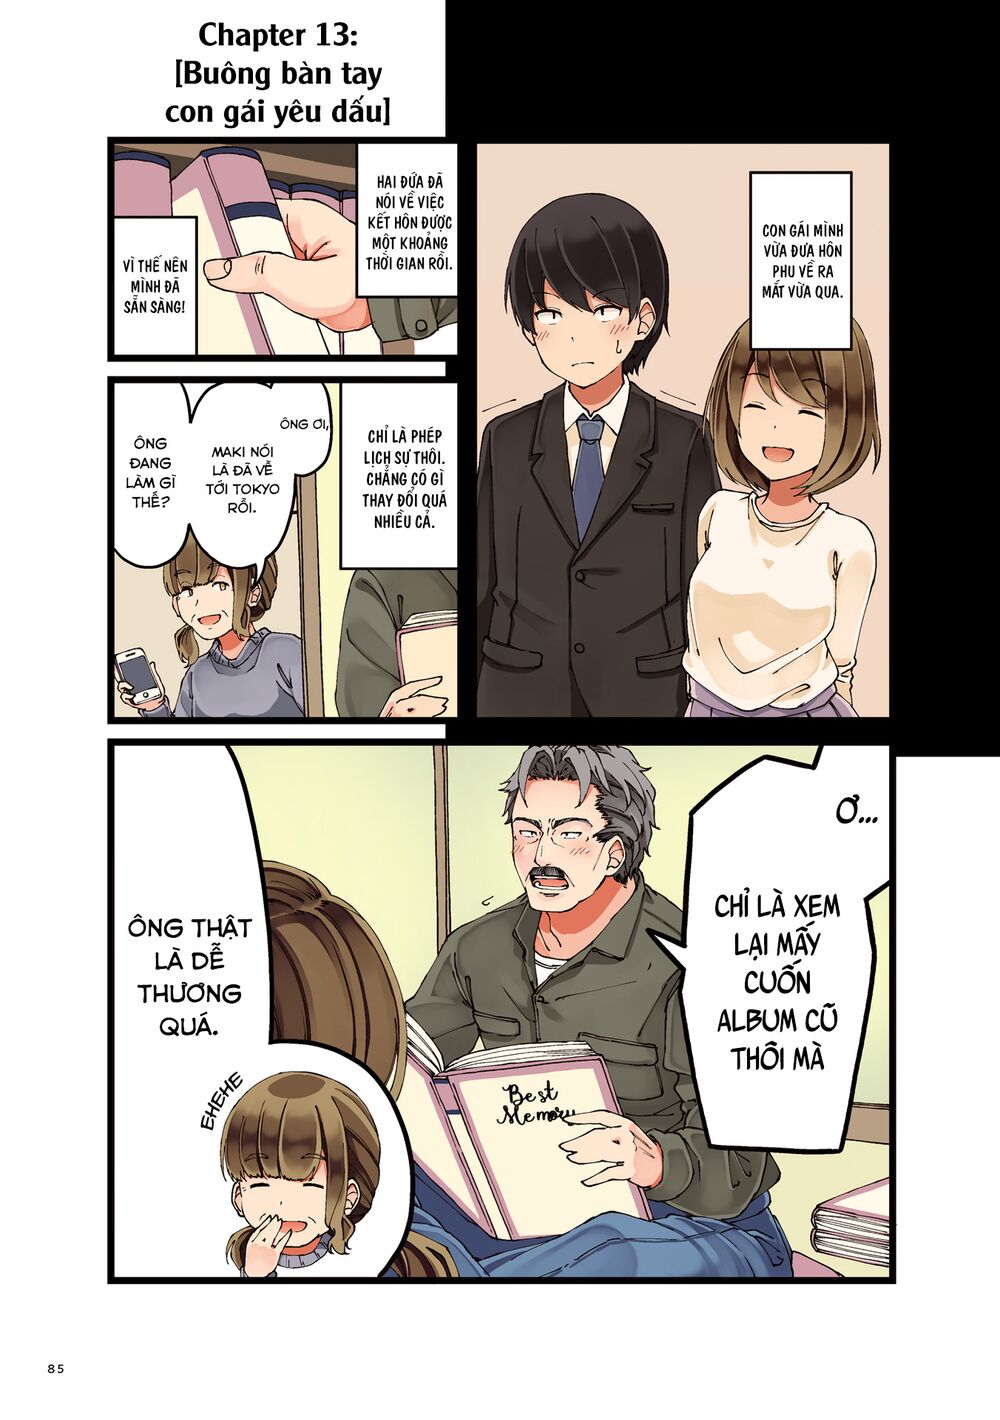 Chapter 13:
[Buông bàn tay
con gái yêu dấu]
CON GÁI MÌNH
VỪA ĐƯA HÔN
PHU VỀ RA
MẮT VỪA QUA.
HAI ĐỨA ĐÃ
NÓI VỀ VIỆC
KẾT HÔN ĐƯỢC
MỘT KHOẢNG
THỜI GIAN RỒI.
VÌ THẾ NÊN
MÌNH ĐÃ
SẴN SÀNG!
CHỈ LÀ PHÉP
LỊCH SỰ THÔI.
CHẲNG CÓ GÌ
THAY ĐỔI QUÁ
NHIỀU CẢ.
ÔNG ƠI,
MAKI NÓI
LÀ ĐÃ VỀ
TỚI TOKYO
RỒI.
ÔNG
ĐANG
LÀM GÌ
THẾ?
Ơ...
CHỈ LÀ XEM
LẠI MẤY
CUỐN
ALBUM CŨ
THÔI MÀ
Best
Memory
ÔNG THẬT
LÀ DỄ
THƯƠNG
QUÁ.
EHEHE
85